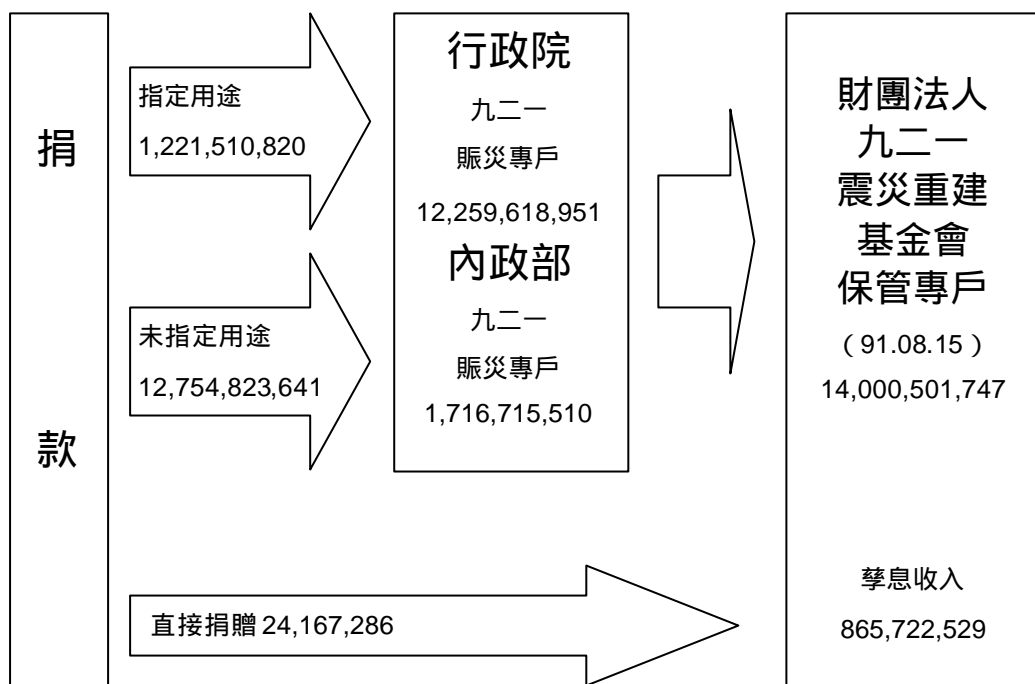 捐
款
指定用途
1,221,510,820
未指定用途
12,754,823,641
直接捐贈 24,167,286
行政院
九二一
賑災專戶
12,259,618,951
內政部
九二一
賑災專戶
1,716,715,510
財團法人
九二一
震災重建
基金會
保管專戶
（91.08.15）
14,000,501,747
孳息收入
865,722,529